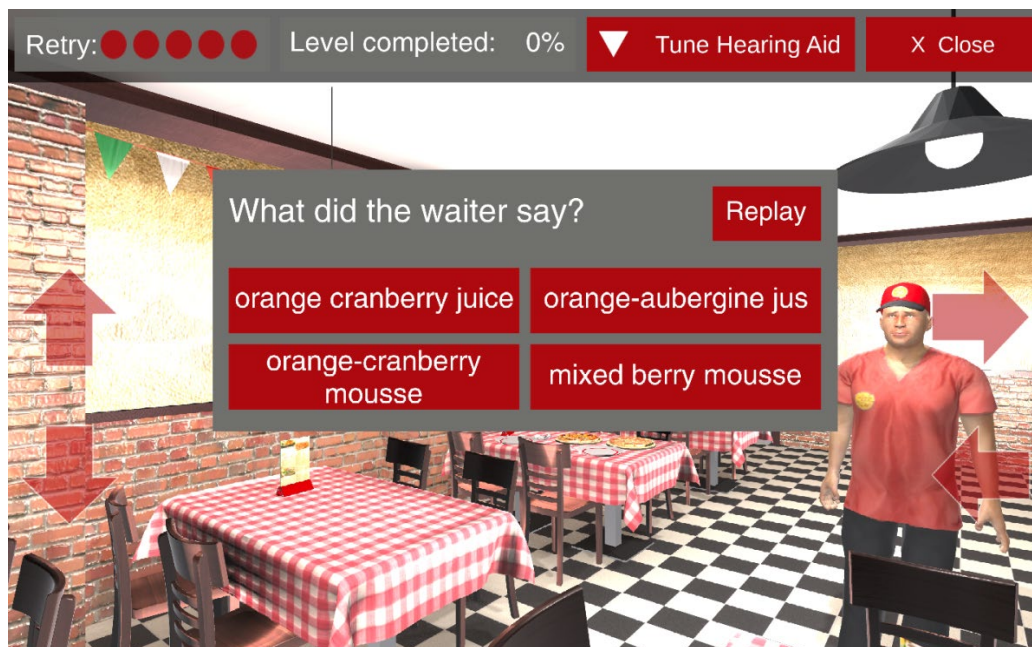 Retry:
Level completed: 0%
Tune Hearing Aid
X Close
What did the waiter say?
Replay
orange cranberry juice
orange-aubergine jus
orange-cranberry
mousse
mixed berry mousse